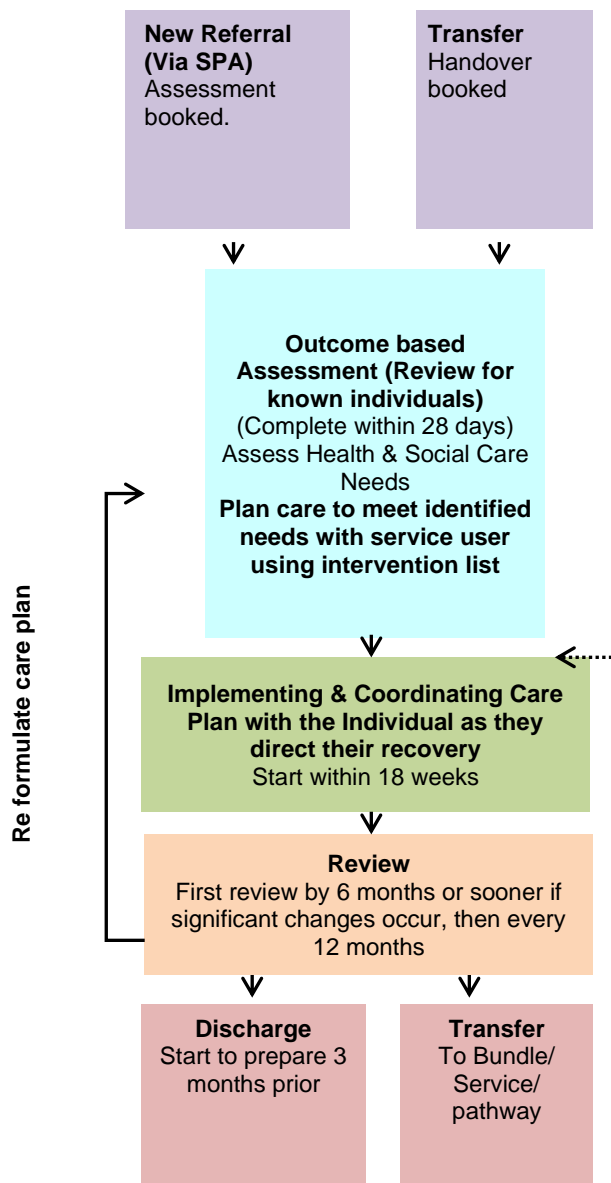 New Referral
(Via SPA)
Assessment
booked.
Transfer
Handover
booked
Outcome based
Assessment (Review for
known individuals)
(Complete within 28 days)
Assess Health & Social Care
Needs
Plan care to meet identified
needs with service user
using intervention list
Re formulate care plan
Implementing & Coordinating Care
Plan with the Individual as they
direct their recovery
Start within 18 weeks
Review
First review by 6 months or sooner if
significant changes occur, then every
12 months
Discharge
Start to prepare 3
months prior
Transfer
To Bundle/
Service/
pathway